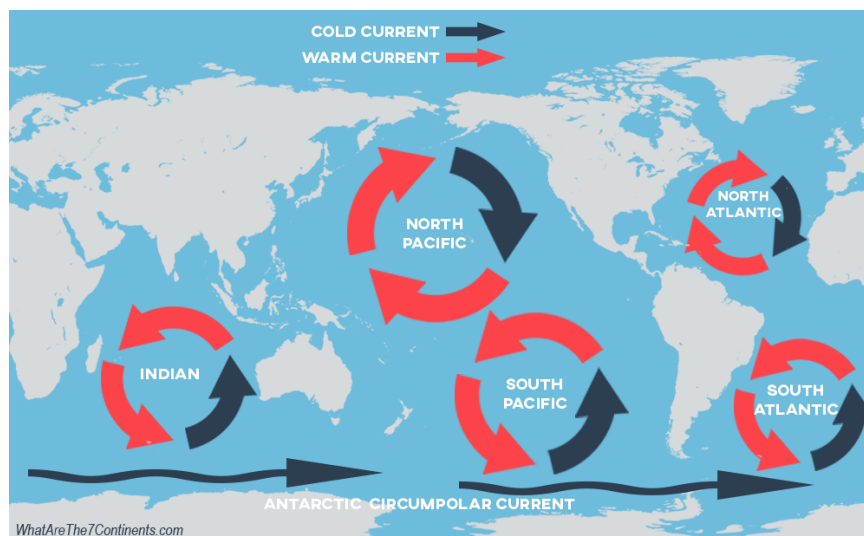 COLD CURRENT
WARM CURRENT
NORTH
PACIFIC
NORTH
ATLANTIC
INDIAN
SOUTH
PACIFIC
SOUTH
ATLANTIC
ANTARCTIC CIRCUMPOLAR CURRENT
WhatAreThe7Continents.com